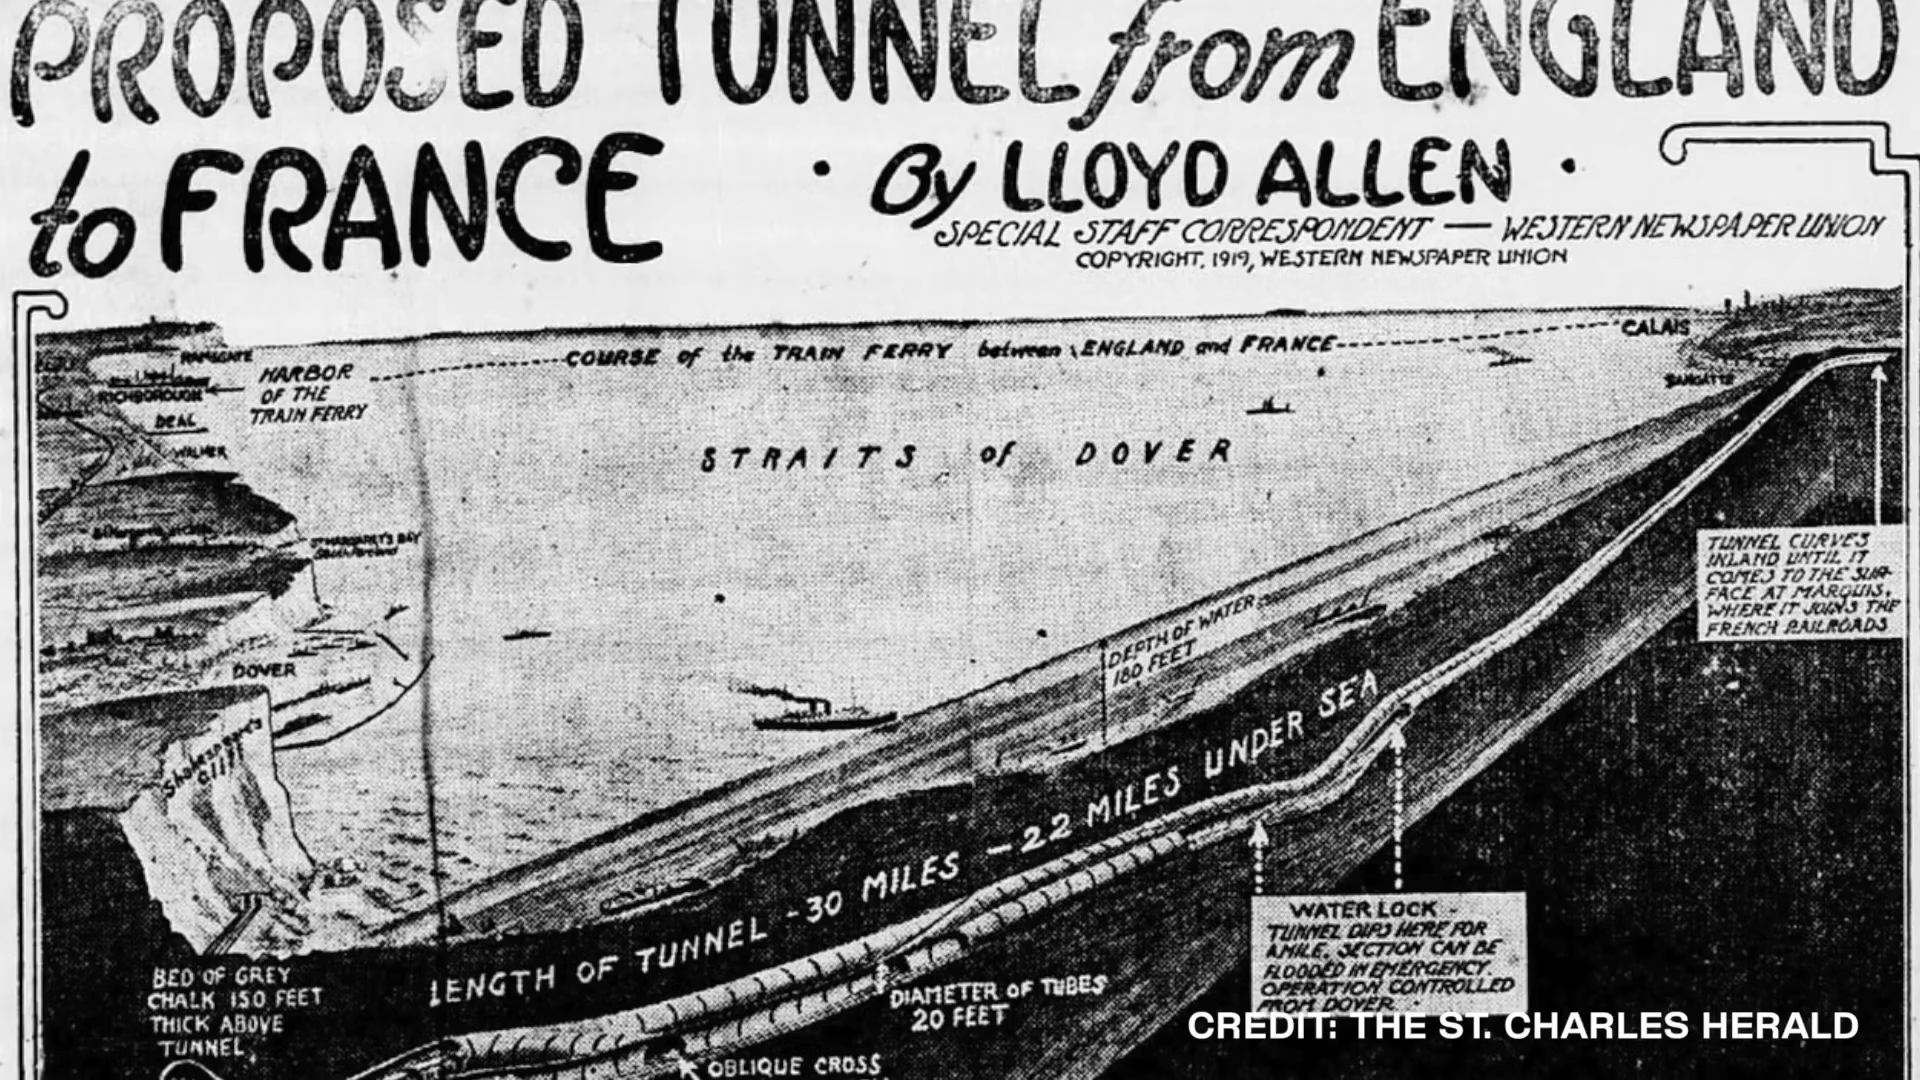 PROPOSED TUNNEL from ENGLAND
to FRANCE
• By LLOYD ALLEN •
SPECIAL STAFF CORRESPONDENT — WESTERN NEWSPAPER UNION
COPYRIGHT, 1919, WESTERN NEWSPAPER UNION
COURSE of the TRAIN FERRY between ENGLAND and FRANCE
CALAIS
RAMSGATE
HARBOR
OF THE
TRAIN FERRY
RICHBOROUGH
DEAL
WALMER
SANGATTE
STRAITS of DOVER
ST MARGARET'S BAY
DOVER
Shakespeare's
Cliff
DEPTH OF WATER
180 FEET
TUNNEL CURVES
INLAND UNTIL IT
COMES TO THE SUR-
FACE AT MARQUIS,
WHERE IT JOINS THE
FRENCH RAILROADS
LENGTH OF TUNNEL -30 MILES -22 MILES UNDER SEA
WATER LOCK -
TUNNEL DIPS HERE FOR
A MILE. SECTION CAN BE
FLOODED IN EMERGENCY.
OPERATION CONTROLLED
FROM DOVER.
BED OF GREY
CHALK 150 FEET
THICK ABOVE
TUNNEL
DIAMETER OF TUBES
20 FEET
OBLIQUE CROSS
CREDIT: THE ST. CHARLES HERALD